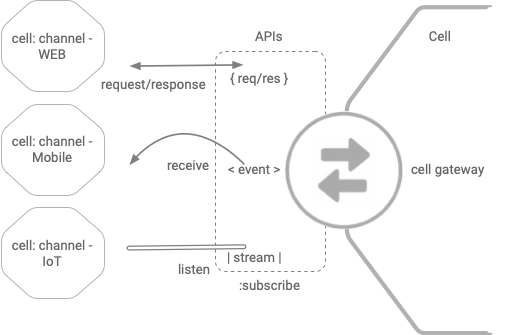 cell: channel -
WEB
APIs
Cell
request/response
{ req/res }
cell: channel -
Mobile
receive
< event >
cell gateway
cell: channel -
IoT
listen
| stream |
:subscribe